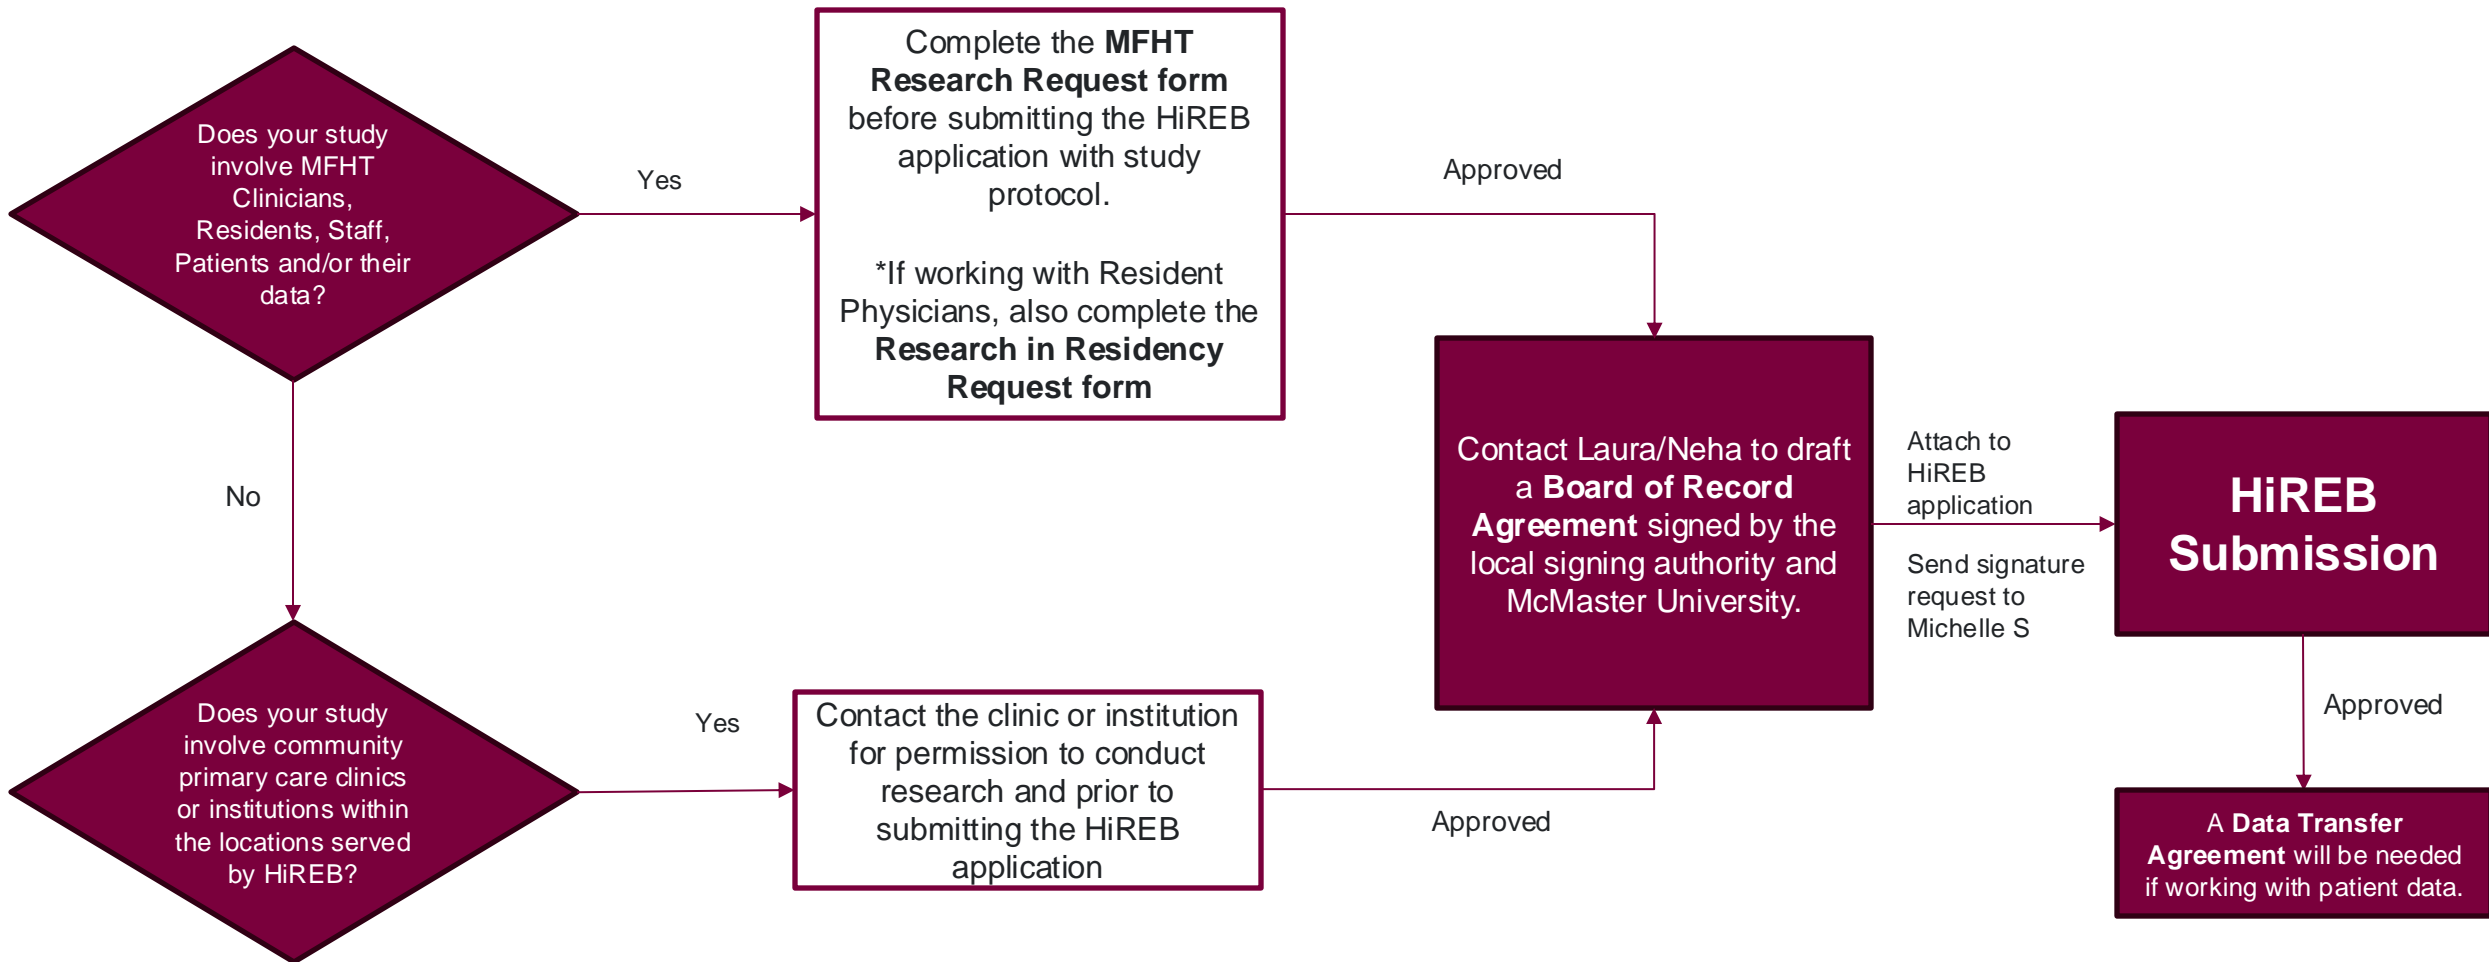 Does your study
involve MFHT
Clinicians,
Residents, Staff,
Patients and/or their
data?
Yes
Complete the MFHT
Research Request form
before submitting the HiREB
application with study
protocol.
*If working with Resident
Physicians, also complete the
Research in Residency
Request form
Approved
No
Does your study
involve community
primary care clinics
or institutions within
the locations served
by HiREB?
Yes
Contact the clinic or institution
for permission to conduct
research and prior to
submitting the HiREB
application
Approved
Contact Laura/Neha to draft
a Board of Record
Agreement signed by the
local signing authority and
McMaster University.
Attach to
HiREB
application
Send signature
request to
Michelle S
HiREB
Submission
Approved
A Data Transfer
Agreement will be needed
if working with patient data.